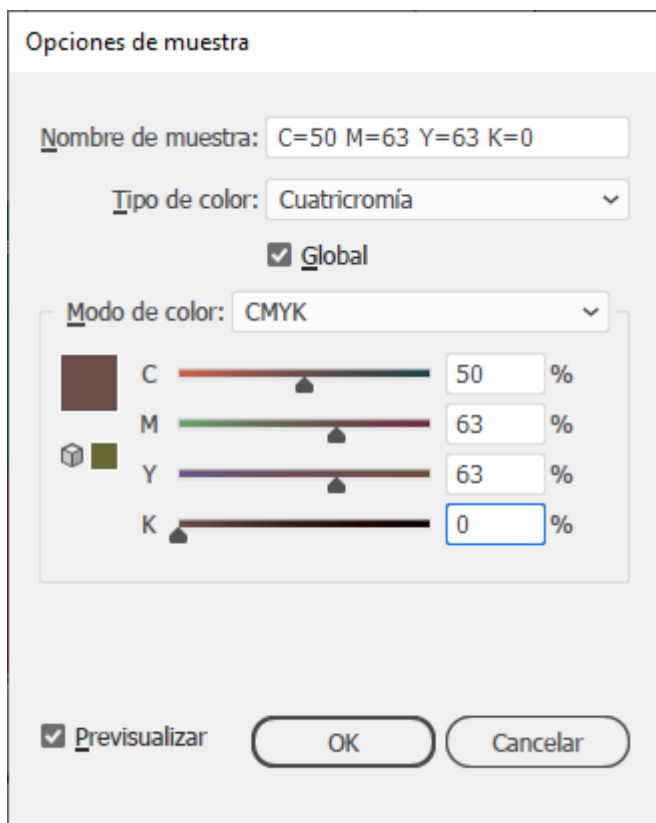 Opciones de muestra
Nombre de muestra: C=50 M=63 Y=63 K=0
Tipo de color: Cuatricromía
Global
Modo de color: CMYK
C 50 %
M 63 %
Y 63 %
K 0 %
Previsualizar OK Cancelar